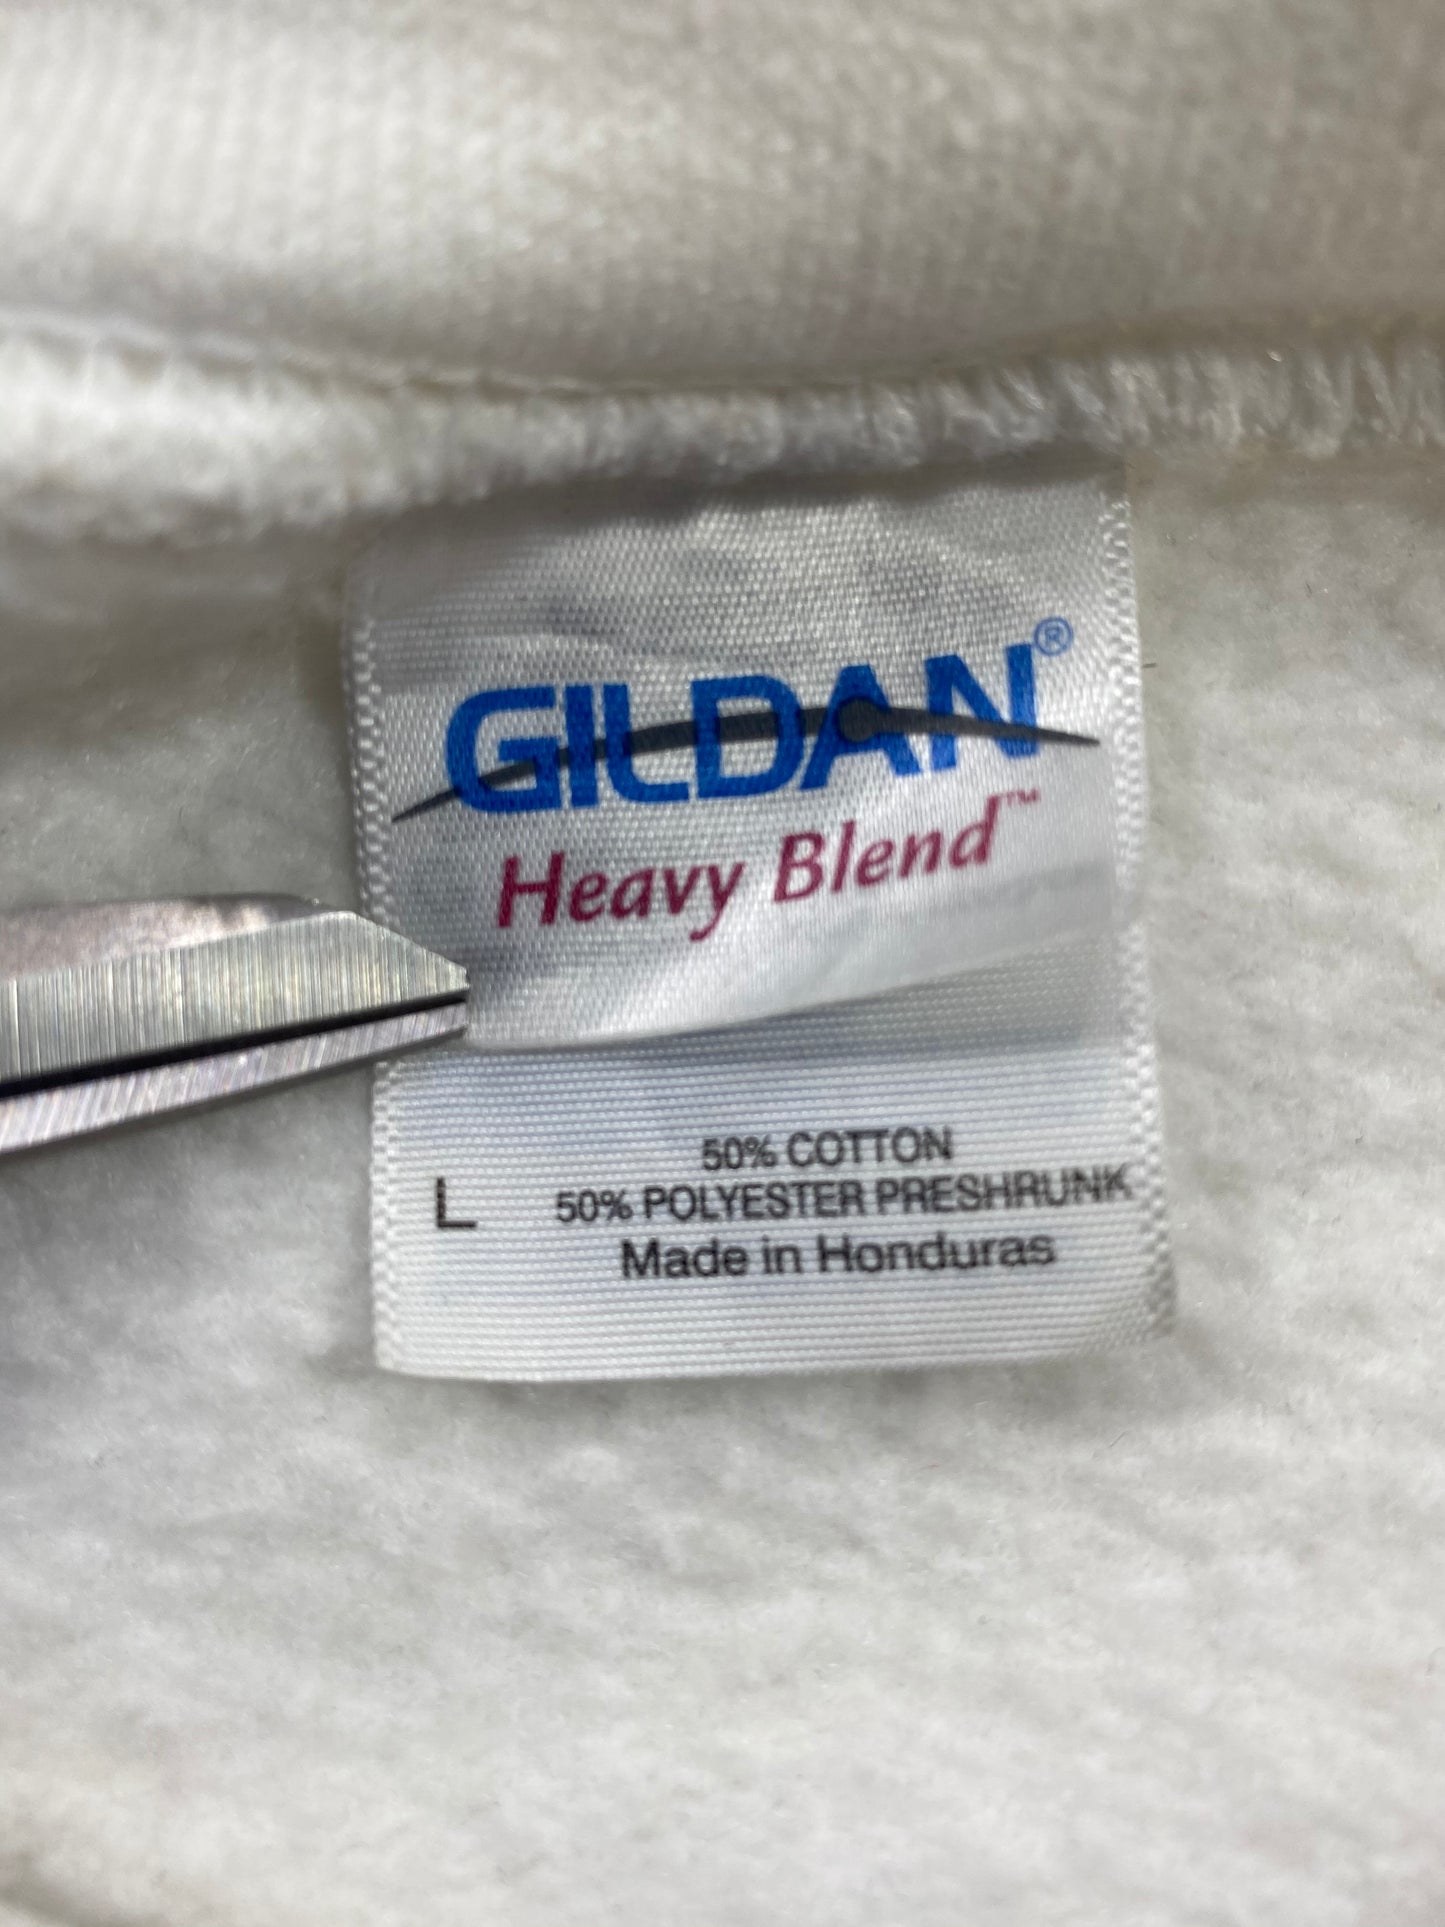 GILDAN®
Heavy Blend™
50% COTTON
L 50% POLYESTER PRESHRUNK
Made in Honduras